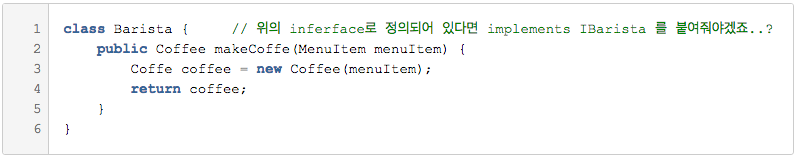 1 class Barista {     // 위의 inferface로 정의되어 있다면 implements IBarista 를 붙여줘야겠죠..?
2     public Coffee makeCoffe(MenuItem menuItem) {
3         Coffe coffee = new Coffee(menuItem);
4         return coffee;
5     }
6 }